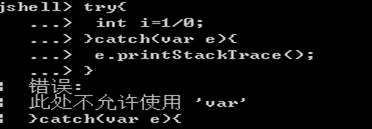 jshell> try{
...> int i=1/0;
...> }catch(var e){
...> e.printStackTrace();
...> }
| 错误:
| 此处不允许使用 'var'
| }catch(var e){